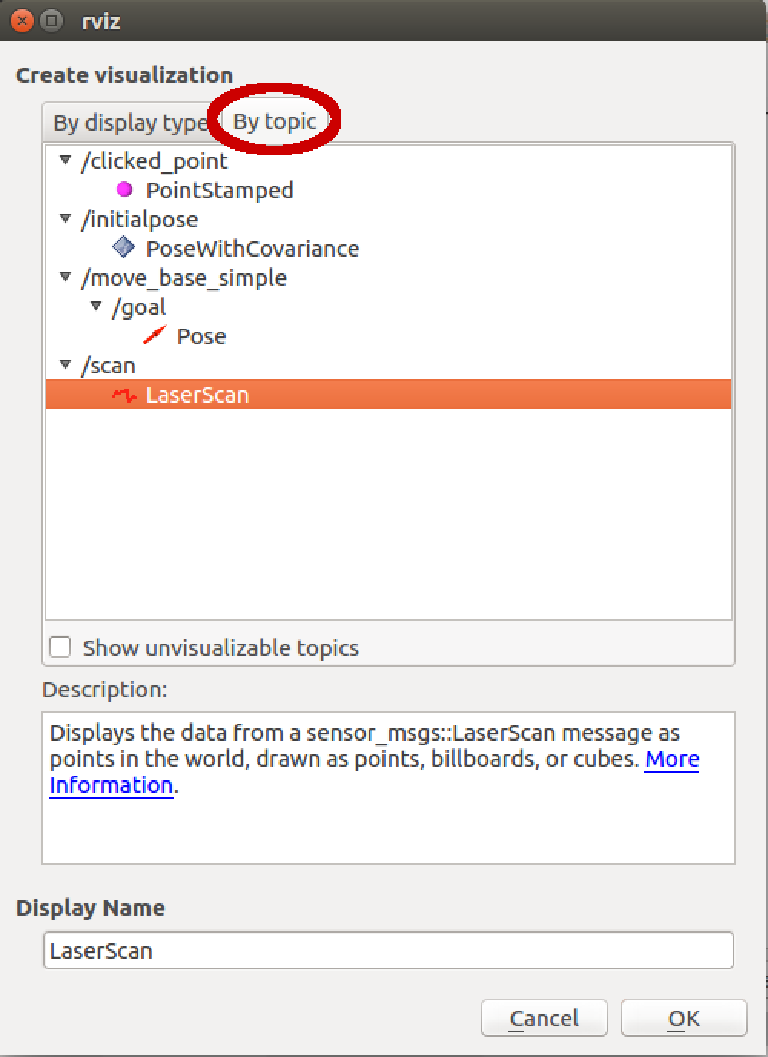 rviz
Create visualization
By display type
By topic
/clicked_point
PointStamped
/initialpose
PoseWithCovariance
/move_base_simple
/goal
Pose
/scan
LaserScan
Show unvisualizable topics
Description:
Displays the data from a sensor_msgs::LaserScan message as
points in the world, drawn as points, billboards, or cubes. More
Information.
Display Name
LaserScan
Cancel
OK